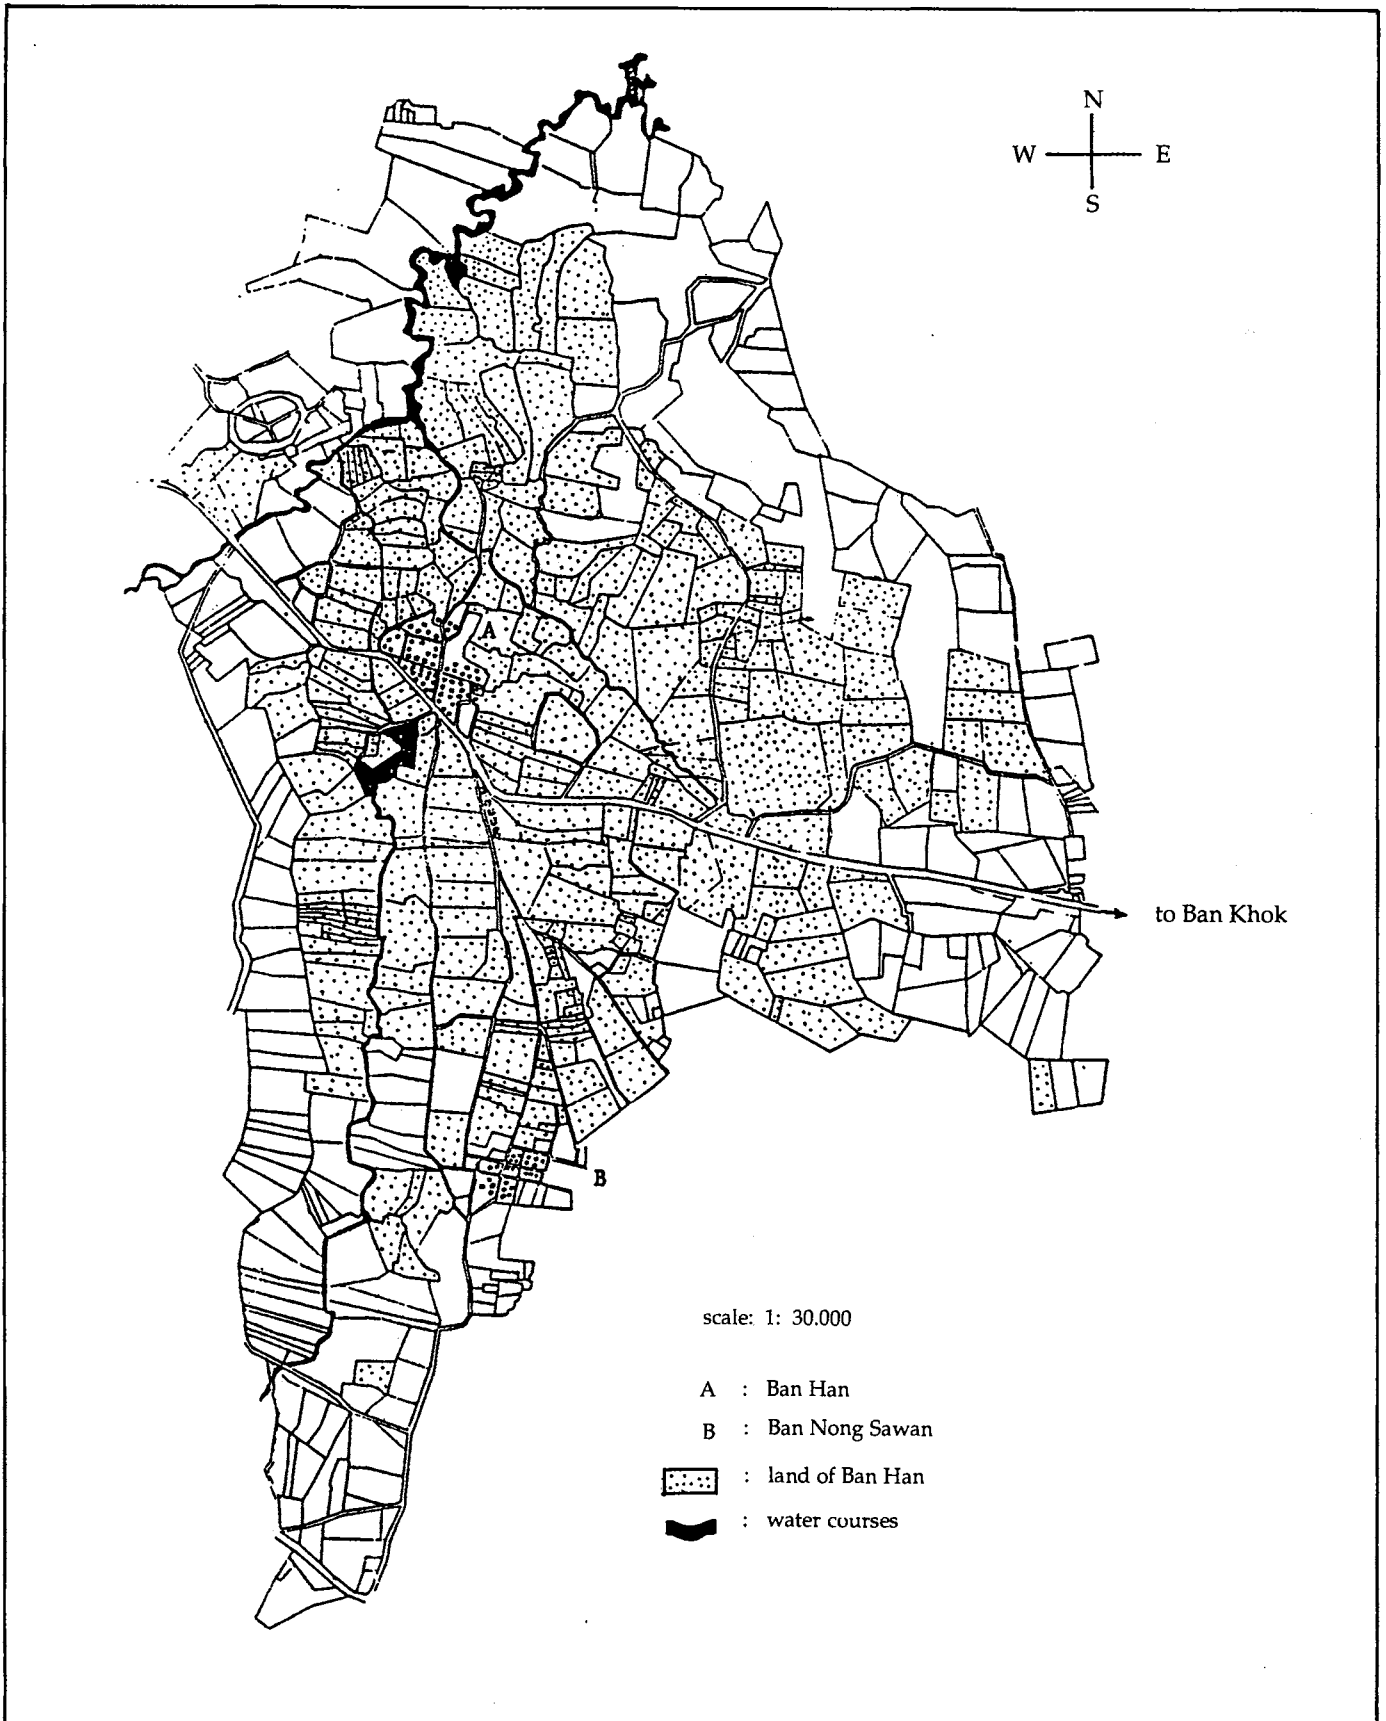 N
W E
S
A
to Ban Khok
B
scale: 1: 30.000
A : Ban Han
B : Ban Nong Sawan
: land of Ban Han
: water courses